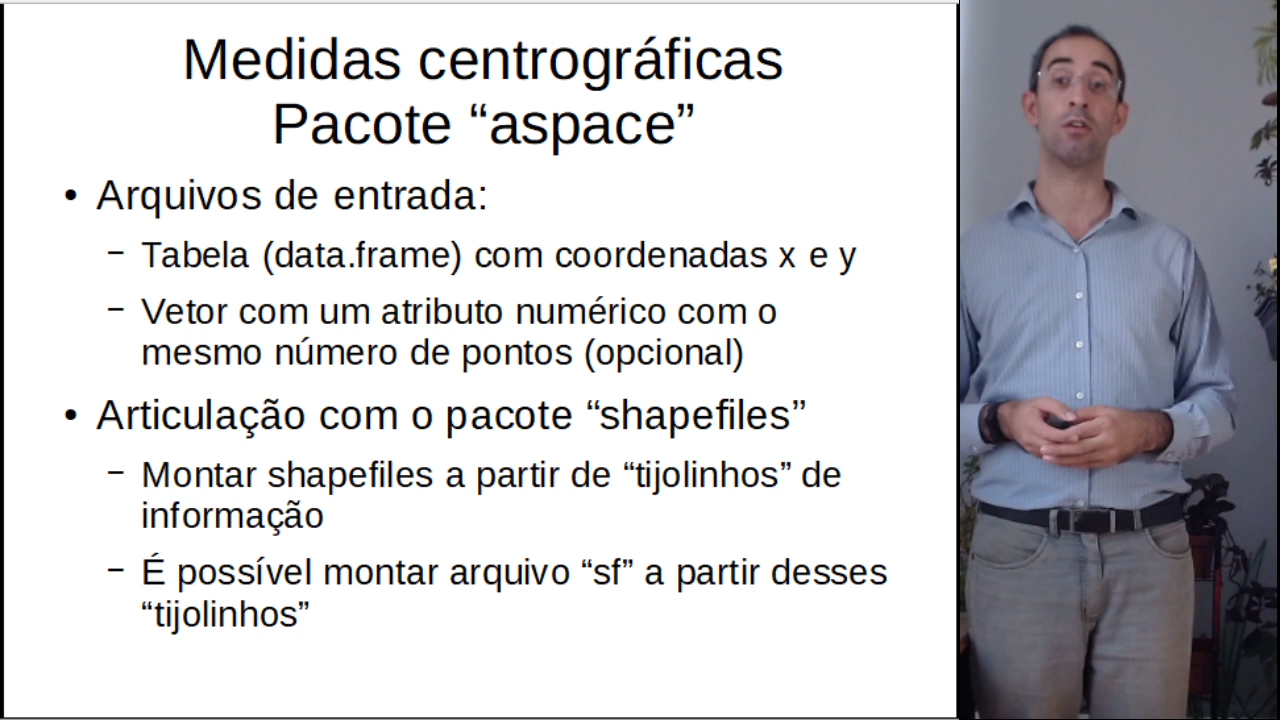 Medidas centrográficas
Pacote “aspace”
• Arquivos de entrada:
– Tabela (data.frame) com coordenadas x e y
– Vetor com um atributo numérico com o
mesmo número de pontos (opcional)
• Articulação com o pacote “shapefiles”
– Montar shapefiles a partir de “tijolinhos” de
informação
– É possível montar arquivo “sf” a partir desses
“tijolinhos”